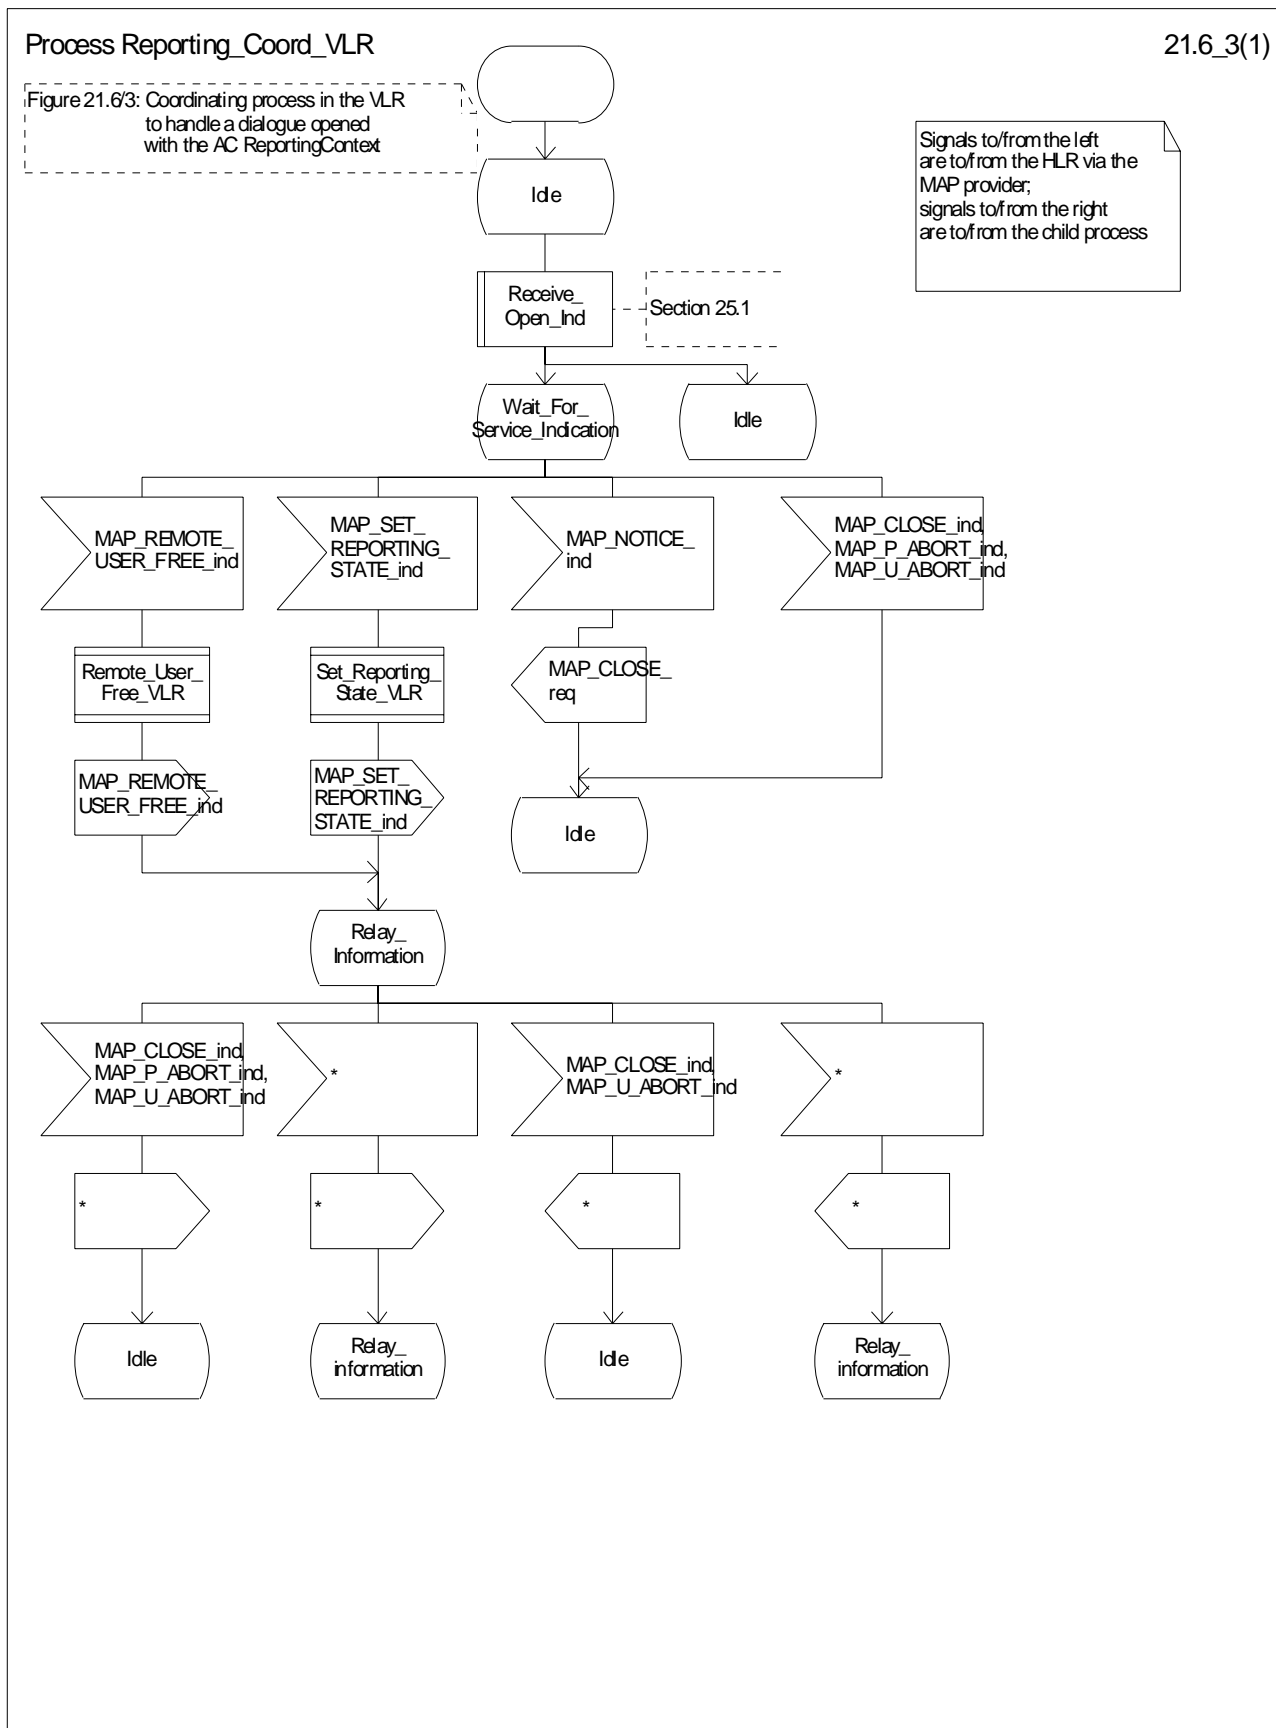 Process Reporting_Coord_VLR
21.6_3(1)
Figure 21.6/3: Coordinating process in the VLR
to handle a dialogue opened
with the AC ReportingContext
Signals to/from the left
are to/from the HLR via the
MAP provider;
signals to/from the right
are to/from the child process
Idle
Receive_
Open_Ind
Section 25.1
Wait_For_
Service_Indication
Idle
MAP_REMOTE_
USER_FREE_ind
MAP_SET_
REPORTING_
STATE_ind
MAP_NOTICE_
ind
MAP_CLOSE_ind,
MAP_P_ABORT_ind,
MAP_U_ABORT_ind
Remote_User_
Free_VLR
Set_Reporting_
State_VLR
MAP_CLOSE_
req
MAP_REMOTE_
USER_FREE_ind
MAP_SET_
REPORTING_
STATE_ind
Idle
Relay_
Information
MAP_CLOSE_ind,
MAP_P_ABORT_ind,
MAP_U_ABORT_ind
*
MAP_CLOSE_ind,
MAP_U_ABORT_ind
*
*
*
*
*
Idle
Relay_
information
Idle
Relay_
information